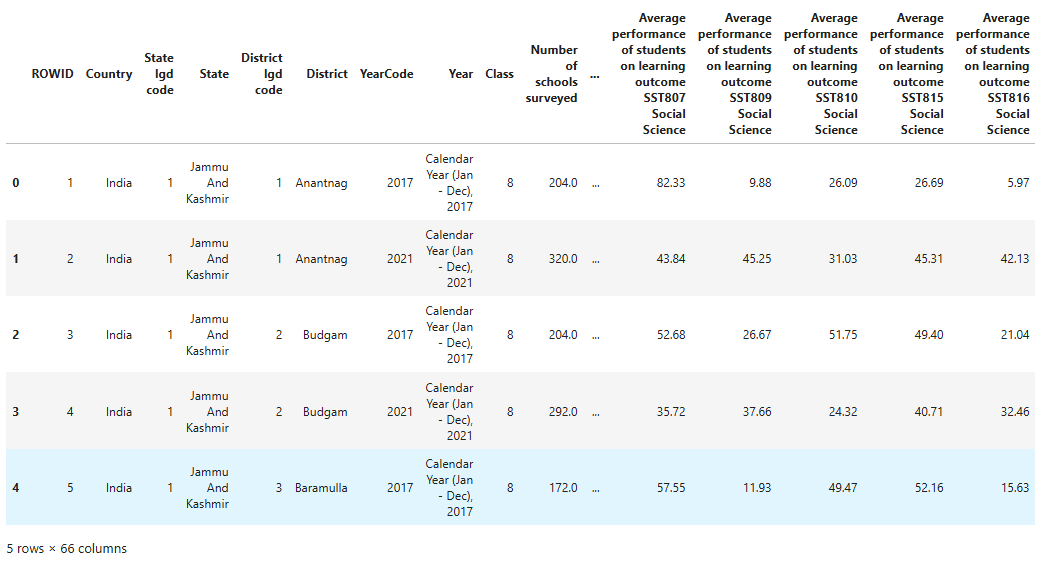 ROWID Country State lgd code State District lgd code District YearCode Year Class Number of schools surveyed ... Average performance of students on learning outcome SST807 Social Science Average performance of students on learning outcome SST809 Social Science Average performance of students on learning outcome SST810 Social Science Average performance of students on learning outcome SST815 Social Science Average performance of students on learning outcome SST816 Social Science
0 1 India 1 Jammu And Kashmir 1 Anantnag 2017 Calendar Year (Jan - Dec), 2017 8 204.0 ... 82.33 9.88 26.09 26.69 5.97
1 2 India 1 Jammu And Kashmir 1 Anantnag 2021 Calendar Year (Jan - Dec), 2021 8 320.0 ... 43.84 45.25 31.03 45.31 42.13
2 3 India 1 Jammu And Kashmir 2 Budgam 2017 Calendar Year (Jan - Dec), 2017 8 204.0 ... 52.68 26.67 51.75 49.40 21.04
3 4 India 1 Jammu And Kashmir 2 Budgam 2021 Calendar Year (Jan - Dec), 2021 8 292.0 ... 35.72 37.66 24.32 40.71 32.46
4 5 India 1 Jammu And Kashmir 3 Baramulla 2017 Calendar Year (Jan - Dec), 2017 8 172.0 ... 57.55 11.93 49.47 52.16 15.63
5 rows × 66 columns